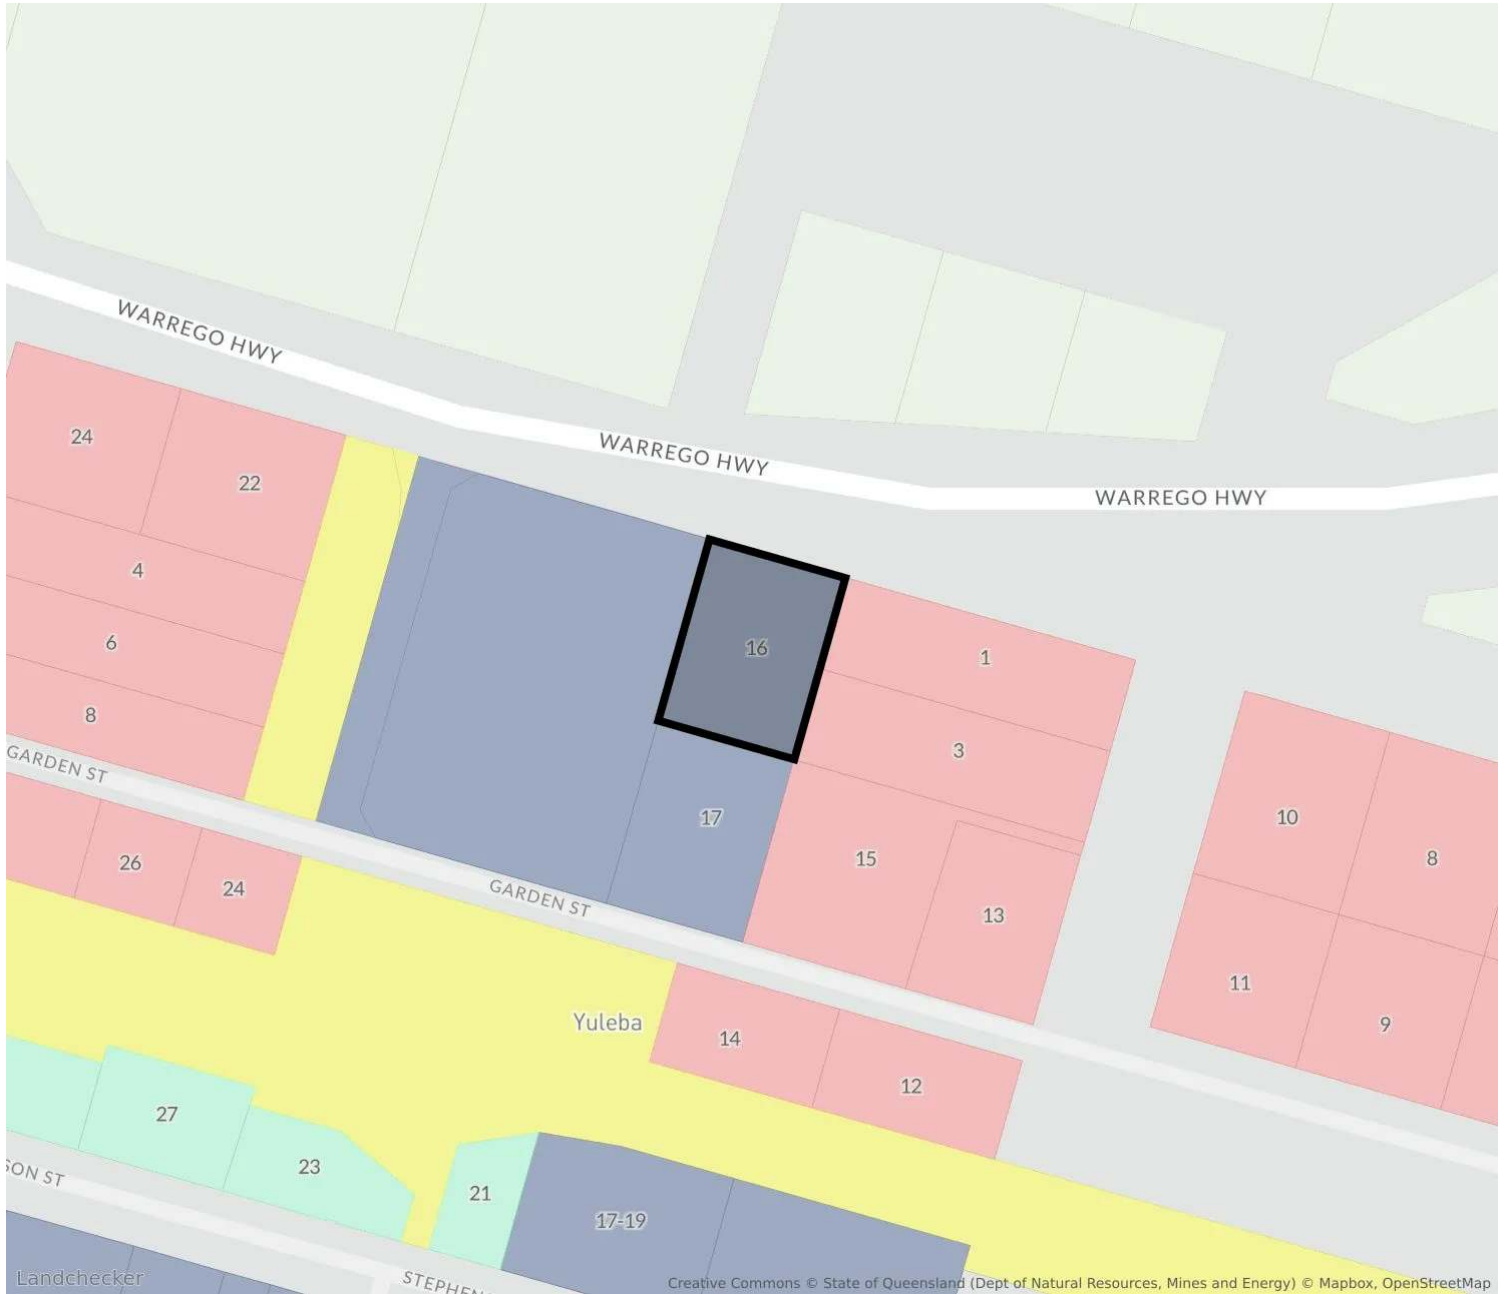 WARREGO HWY
WARREGO HWY
WARREGO HWY
24
22
4
6
8
16
1
3
17
15
13
10
8
11
9
GARDEN ST
26
24
GARDEN ST
Yuleba
14
12
27
23
21
17-19
SON ST
STEPHEN
Landchecker
Creative Commons © State of Queensland (Dept of Natural Resources, Mines and Energy) © Mapbox, OpenStreetMap